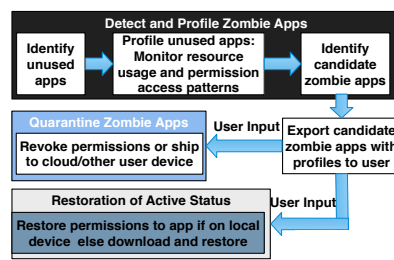 Detect and Profile Zombie Apps
Identify
unused
apps
Profile unused apps:
Monitor resource
usage and permission
access patterns
Identify
candidate
zombie apps
Quarantine Zombie Apps
Revoke permissions or ship
to cloud/other user device
User Input
Export candidate
zombie apps with
profiles to user
Restoration of Active Status
User Input
Restore permissions to app if on local
device else download and restore